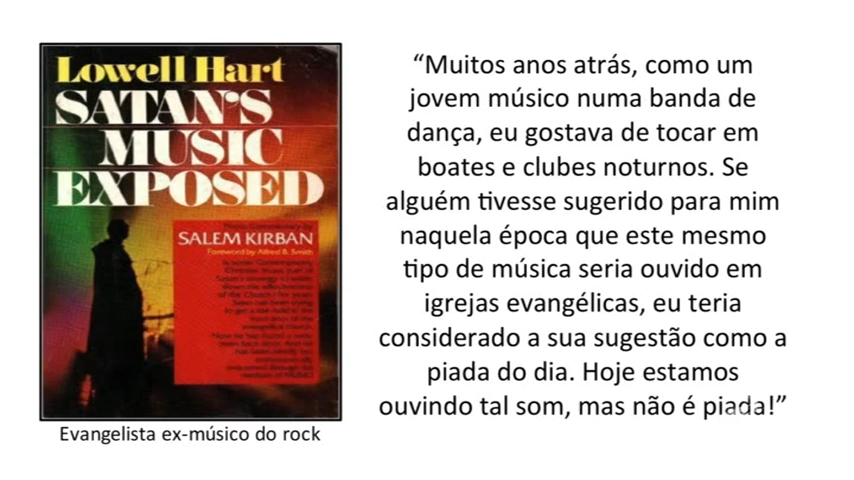 Lowell Hart
SATAN'S
MUSIC
EXPOSED
SALEM KIRBAN
Foreword by Alfred B. Smith
Evangelista ex-músico do rock
“Muitos anos atrás, como um
jovem músico numa banda de
dança, eu gostava de tocar em
boates e clubes noturnos. Se
alguém tivesse sugerido para mim
naquela época que este mesmo
tipo de música seria ouvido em
igrejas evangélicas, eu teria
considerado a sua sugestão como a
piada do dia. Hoje estamos
ouvindo tal som, mas não é piada!”